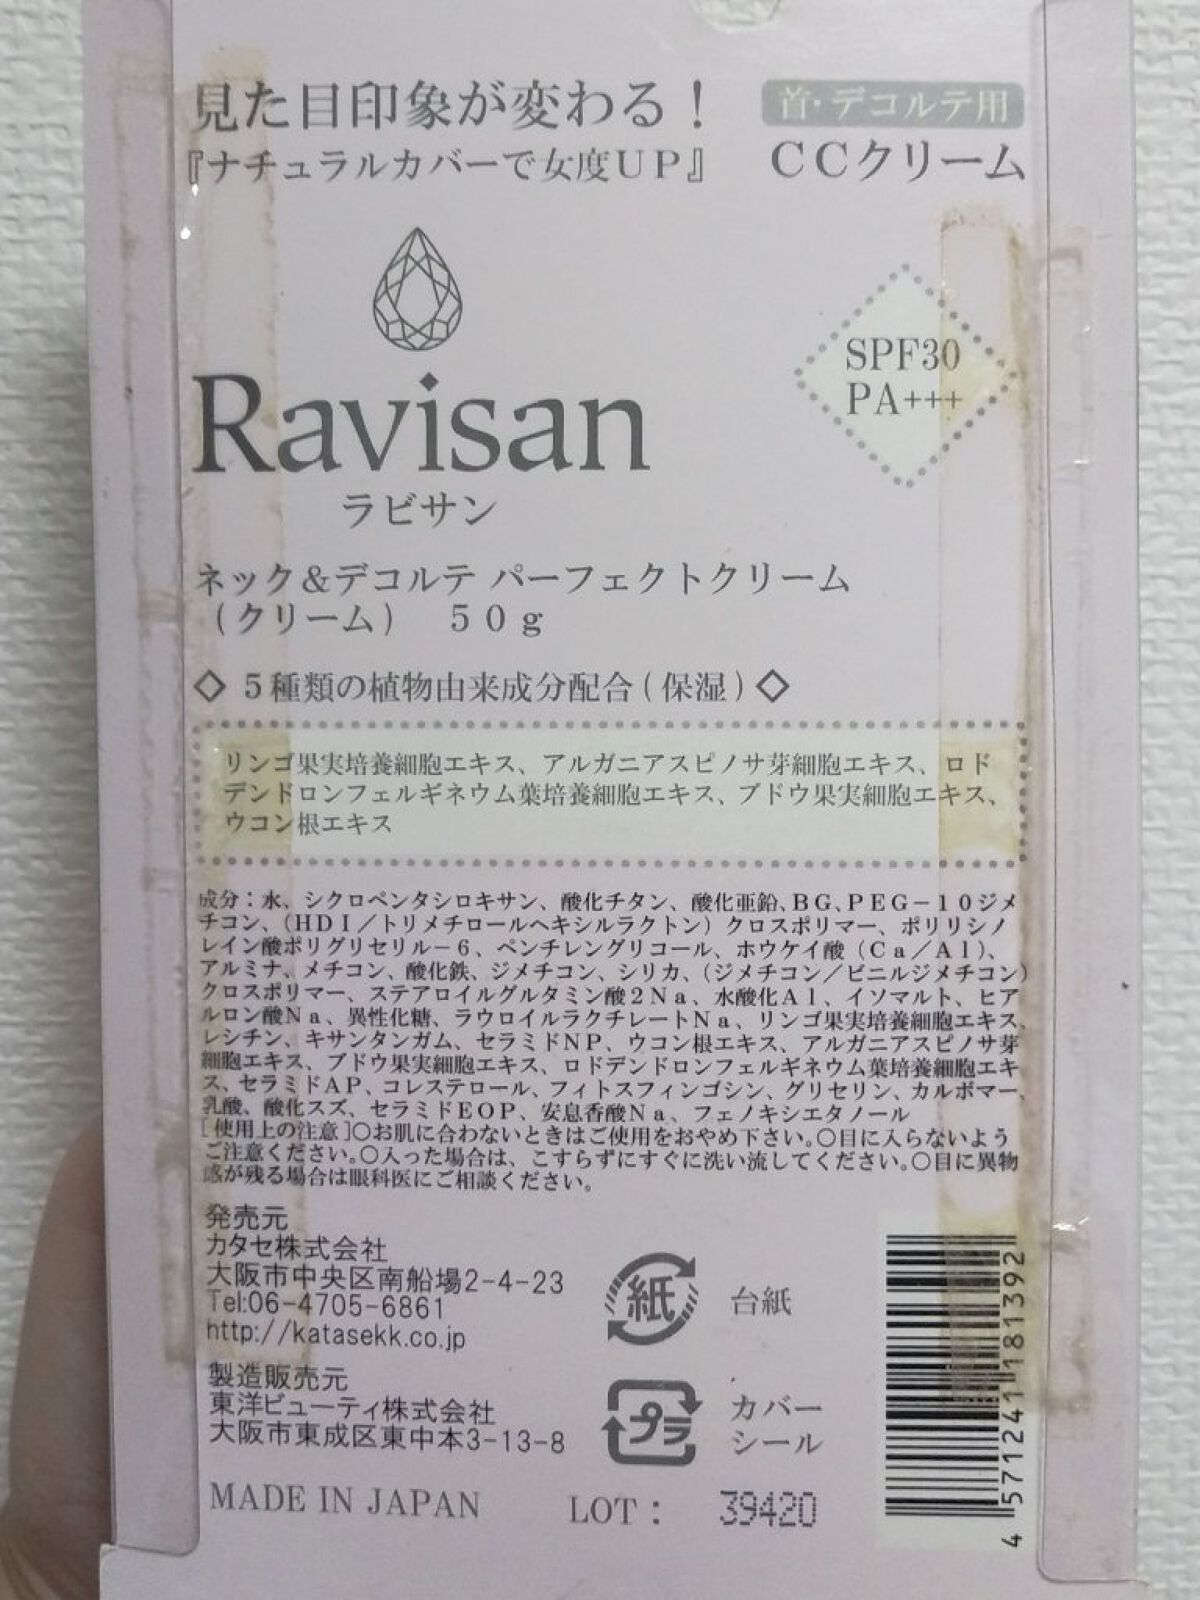 見た目印象が変わる！
『ナチュラルカバーで女度UP』
首・デコルテ用
CCクリーム
SPF30
PA+++
Ravisan
ラビサン
ネック＆デコルテ パーフェクトクリーム
（クリーム）　５０ｇ
◇ ５種類の植物由来成分配合(保湿)◇
リンゴ果実培養細胞エキス、アルガニアスピノサ芽細胞エキス、ロド
デンドロンフェルギネウム葉培養細胞エキス、ブドウ果実細胞エキス、
ウコン根エキス
成分：水、シクロペンタシロキサン、酸化チタン、酸化亜鉛、ＢＧ、ＰＥＧ－１０ジメ
チコン、（ＨＤＩ／トリメチロールヘキシルラクトン）クロスポリマー、ポリリシノ
レイン酸ポリグリセリル－６、ペンチレングリコール、ホウケイ酸（Ｃａ／Ａｌ）、
アルミナ、メチコン、酸化鉄、ジメチコン、シリカ、（ジメチコン／ビニルジメチコン）
クロスポリマー、ステアロイルグルタミン酸２Ｎａ、水酸化Ａｌ、イソマルト、ヒア
ルロン酸Ｎａ、異性化糖、ラウロイルラクチレートＮａ、リンゴ果実培養細胞エキス、
レシチン、キサンタンガム、セラミドＮＰ、ウコン根エキス、アルガニアスピノサ芽
細胞エキス、ブドウ果実細胞エキス、ロドデンドロンフェルギネウム葉培養細胞エキ
ス、セラミドＡＰ、コレステロール、フィトスフィンゴシン、グリセリン、カルボマー、
乳酸、酸化スズ、セラミドＥＯＰ、安息香酸Ｎａ、フェノキシエタノール
［使用上の注意］〇お肌に合わないときはご使用をおやめ下さい。〇目に入らないよう
ご注意ください。〇入った場合は、こすらずにすぐに洗い流してください。〇目に異物
感が残る場合は眼科医にご相談ください。
発売元
カタセ株式会社
大阪市中央区南船場2-4-23
Tel:06-4705-6861
http://katasekk.co.jp
紙
台紙
製造販売元
東洋ビューティ株式会社
大阪市東成区東中本3-13-8
プラ
カバー
シール
MADE IN JAPAN
LOT： 39420
4571241181392